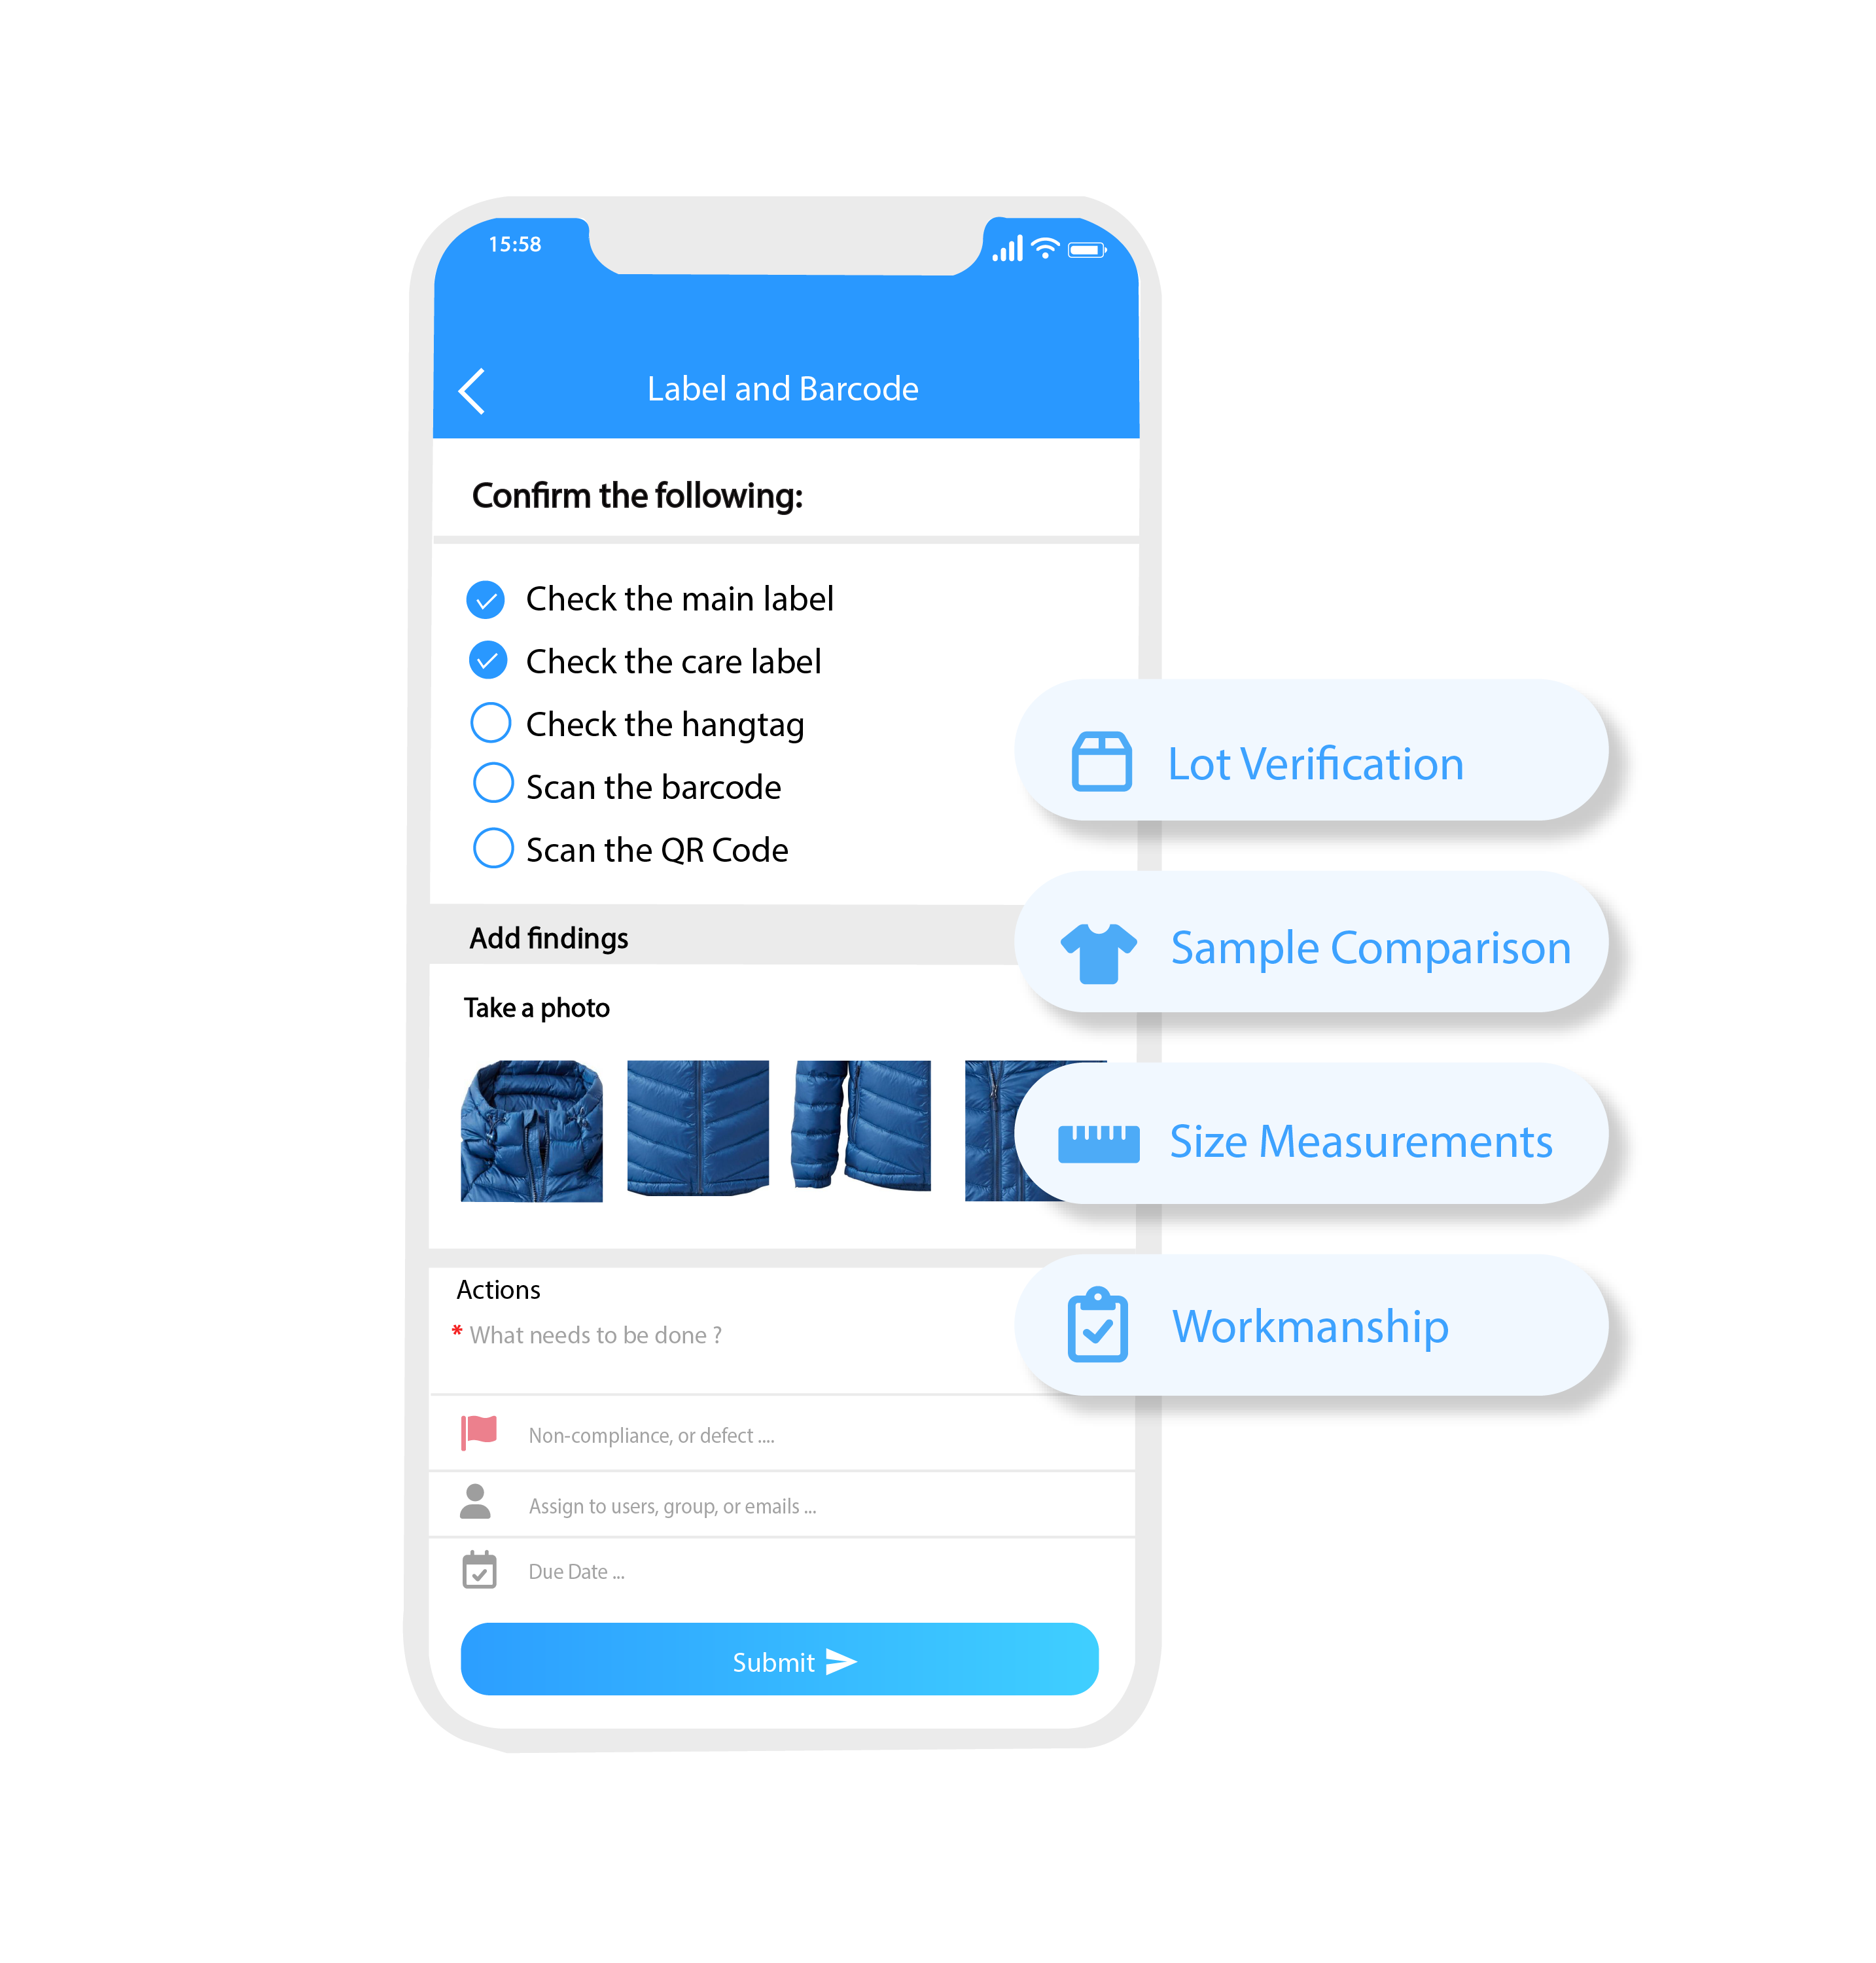 15:58
Label and Barcode
Confirm the following:
Check the main label
Check the care label
Check the hangtag
Scan the barcode
Scan the QR Code
Lot Verification
Add findings
Sample Comparison
Take a photo
Size Measurements
Actions
* What needs to be done ?
Workmanship
Non-compliance, or defect ....
Assign to users, group, or emails ...
Due Date ...
Submit